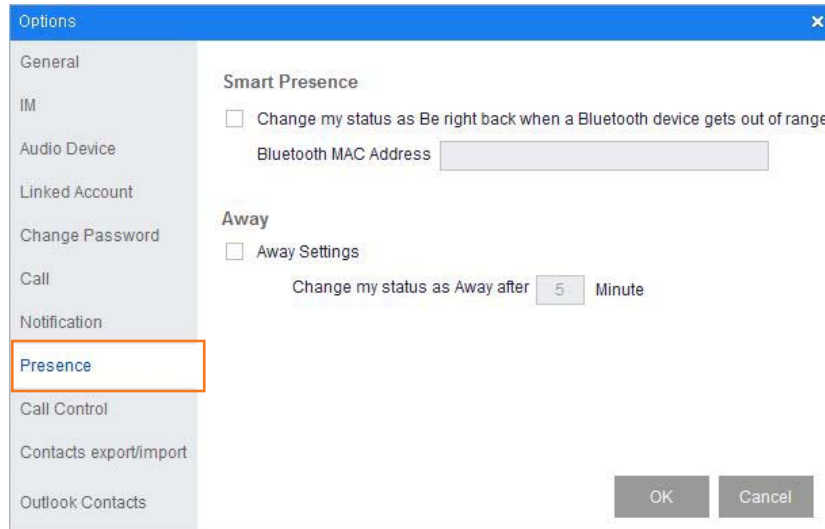 Options
General
IM
Audio Device
Linked Account
Change Password
Call
Notification
Presence
Call Control
Contacts export/import
Outlook Contacts
Smart Presence
Change my status as Be right back when a Bluetooth device gets out of range
Bluetooth MAC Address
Away
Away Settings
Change my status as Away after 5 Minute
OK Cancel